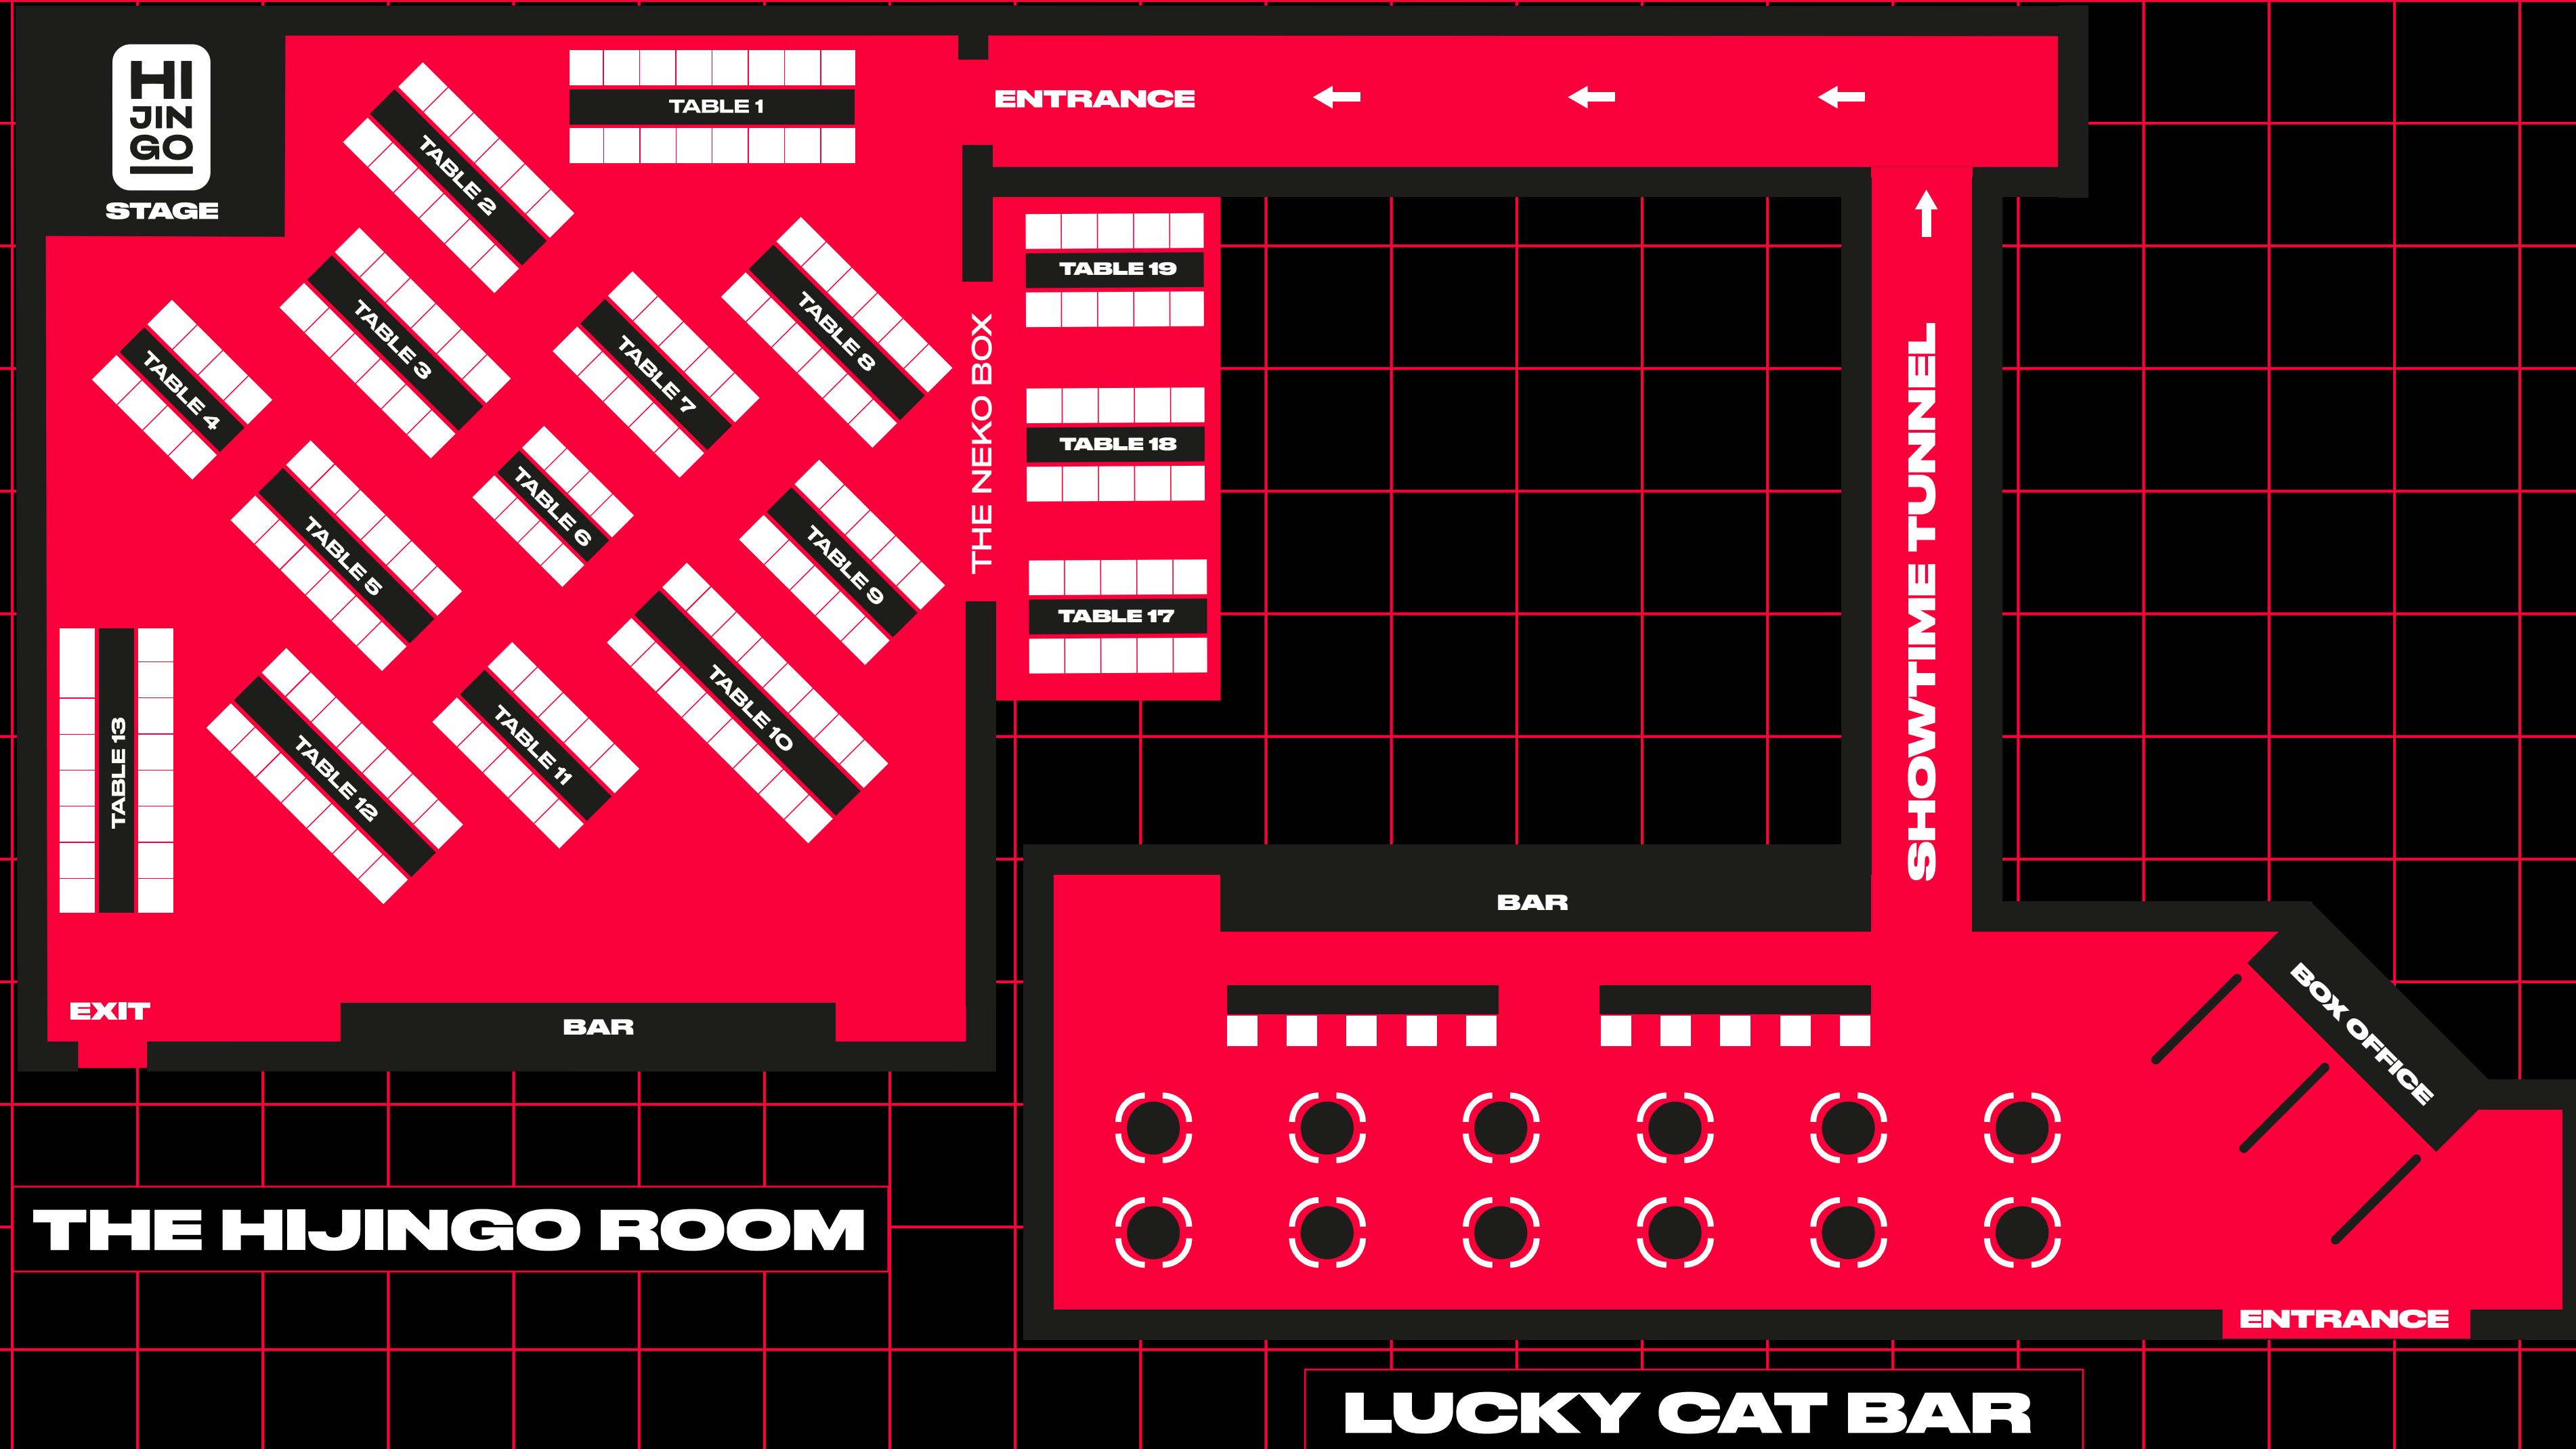 HI
JIN
GO
STAGE
TABLE 1
TABLE 2
ENTRANCE
TABLE 3
TABLE 4
TABLE 7
TABLE 8
TABLE 19
THE NEKO BOX
TABLE 18
TABLE 5
TABLE 6
TABLE 9
TABLE 17
SHOWTIME TUNNEL
TABLE 13
TABLE 12
TABLE 11
TABLE 10
BAR
EXIT
BAR
BOX OFFICE
THE HIJINGO ROOM
ENTRANCE
LUCKY CAT BAR